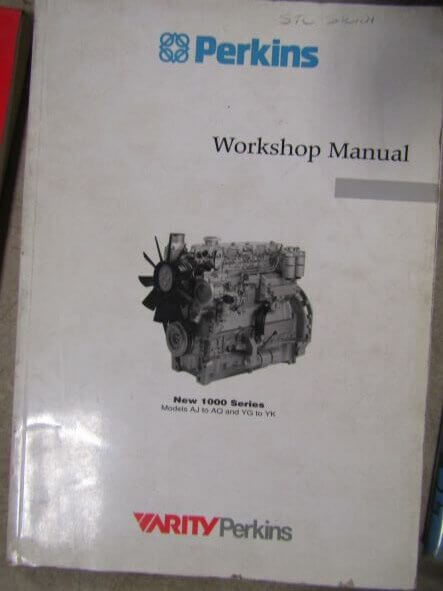 Perkins
Workshop Manual
New 1000 Series
Models AJ to AQ and YG to YK
VARITY Perkins